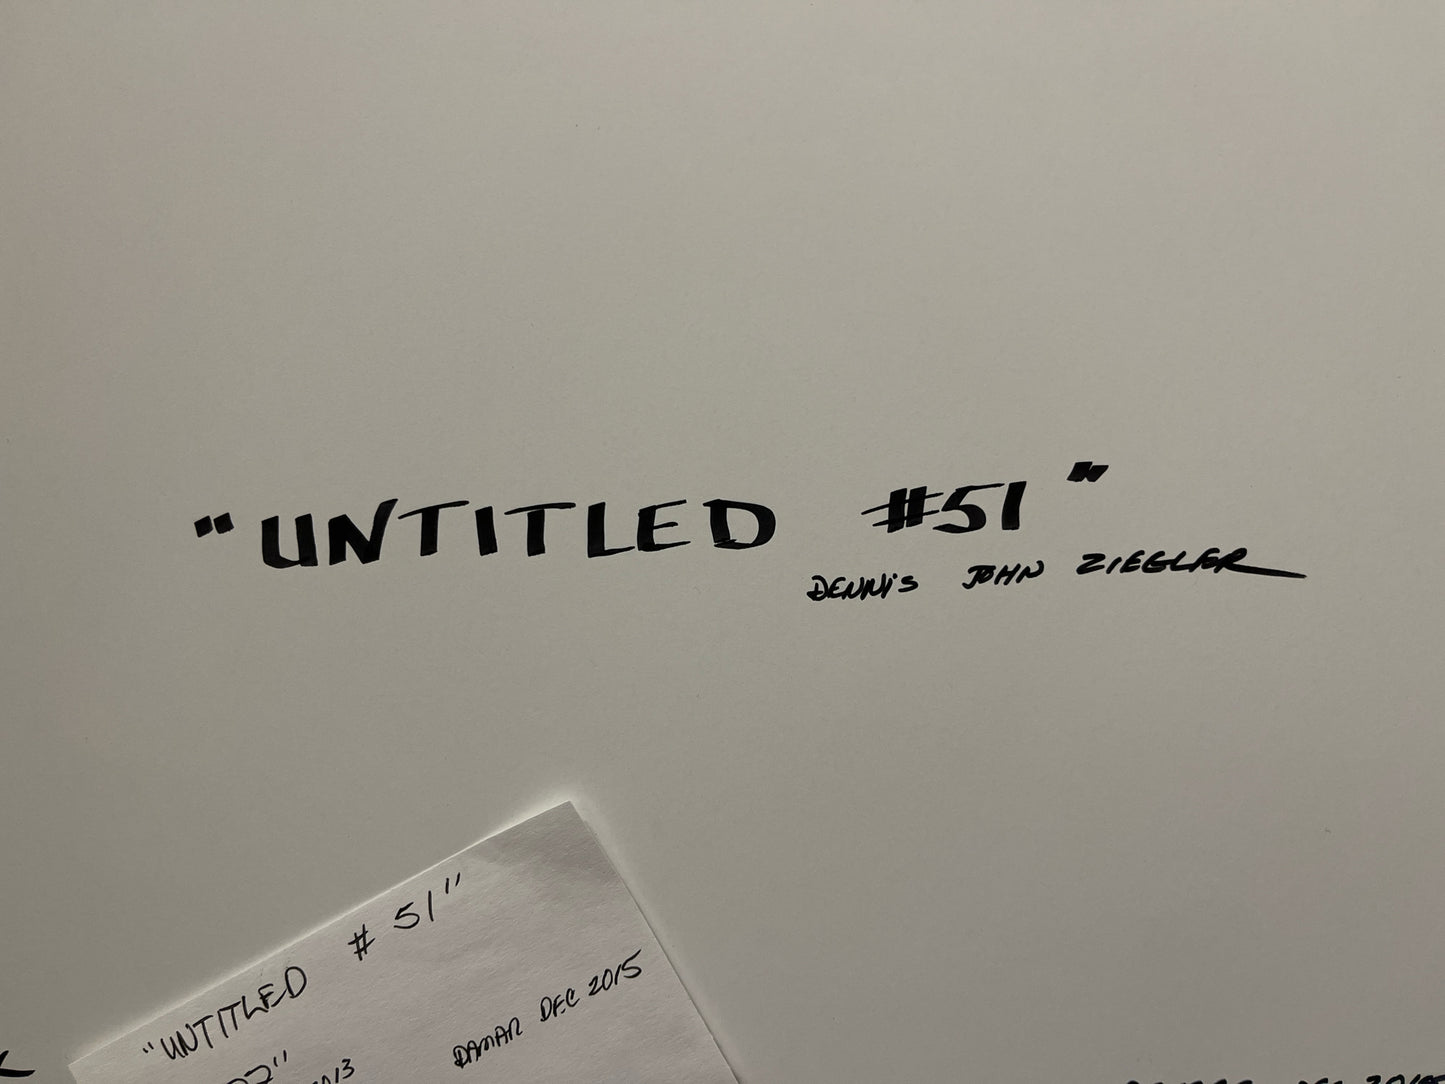 "UNTITLED #51"
DENNIS JOHN ZIEGLER
"UNTITLED # 51"
DAMAR DEC 2015